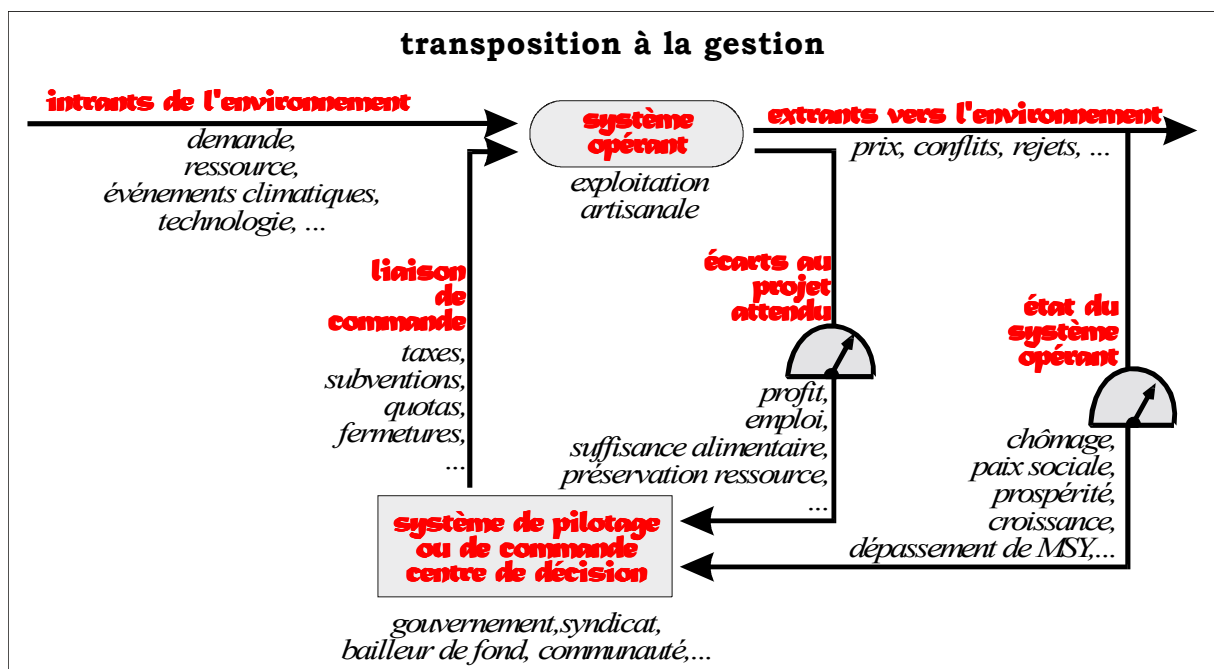 transposition à la gestion
intrants de l'environnement
demande,
ressource,
événements climatiques,
technologie, ...
système
opérant
exploitation
artisanale
extrants vers l'environnement
prix, conflits, rejets, ...
liaison
de
commande
taxes,
subventions,
quotas,
fermetures,
...
écarts au
projet
attendu
profit,
emploi,
suffisance alimentaire,
préservation ressource,
...
état du
système
opérant
chômage,
paix sociale,
prospérité,
croissance,
dépassement de MSY,...
système de pilotage
ou de commande
centre de décision
gouvernement,syndicat,
bailleur de fond, communauté,...